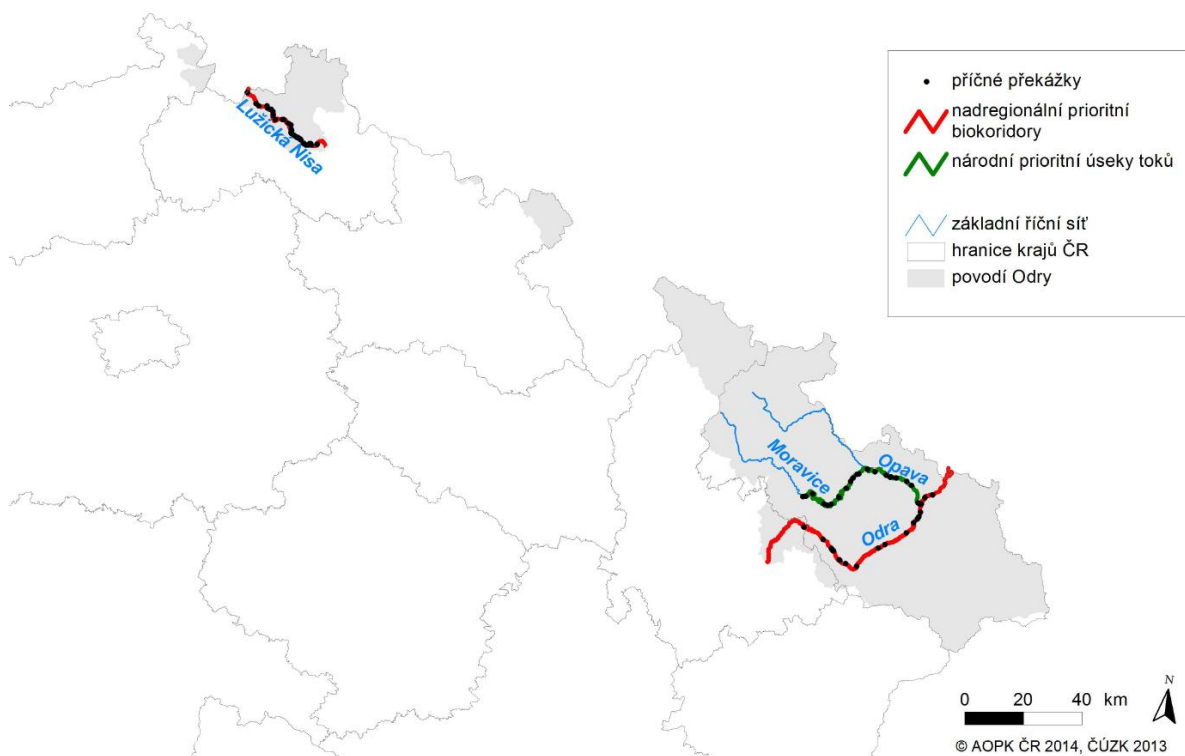 příčné překážky
nadregionální prioritní
biokoridory
národní prioritní úseky toků
základní říční síť
hranice krajů ČR
povodí Odry
Lužická Nisa
Moravice
Opava
Odra
N
0 20 40 km
© AOPK ČR 2014, ČÚZK 2013